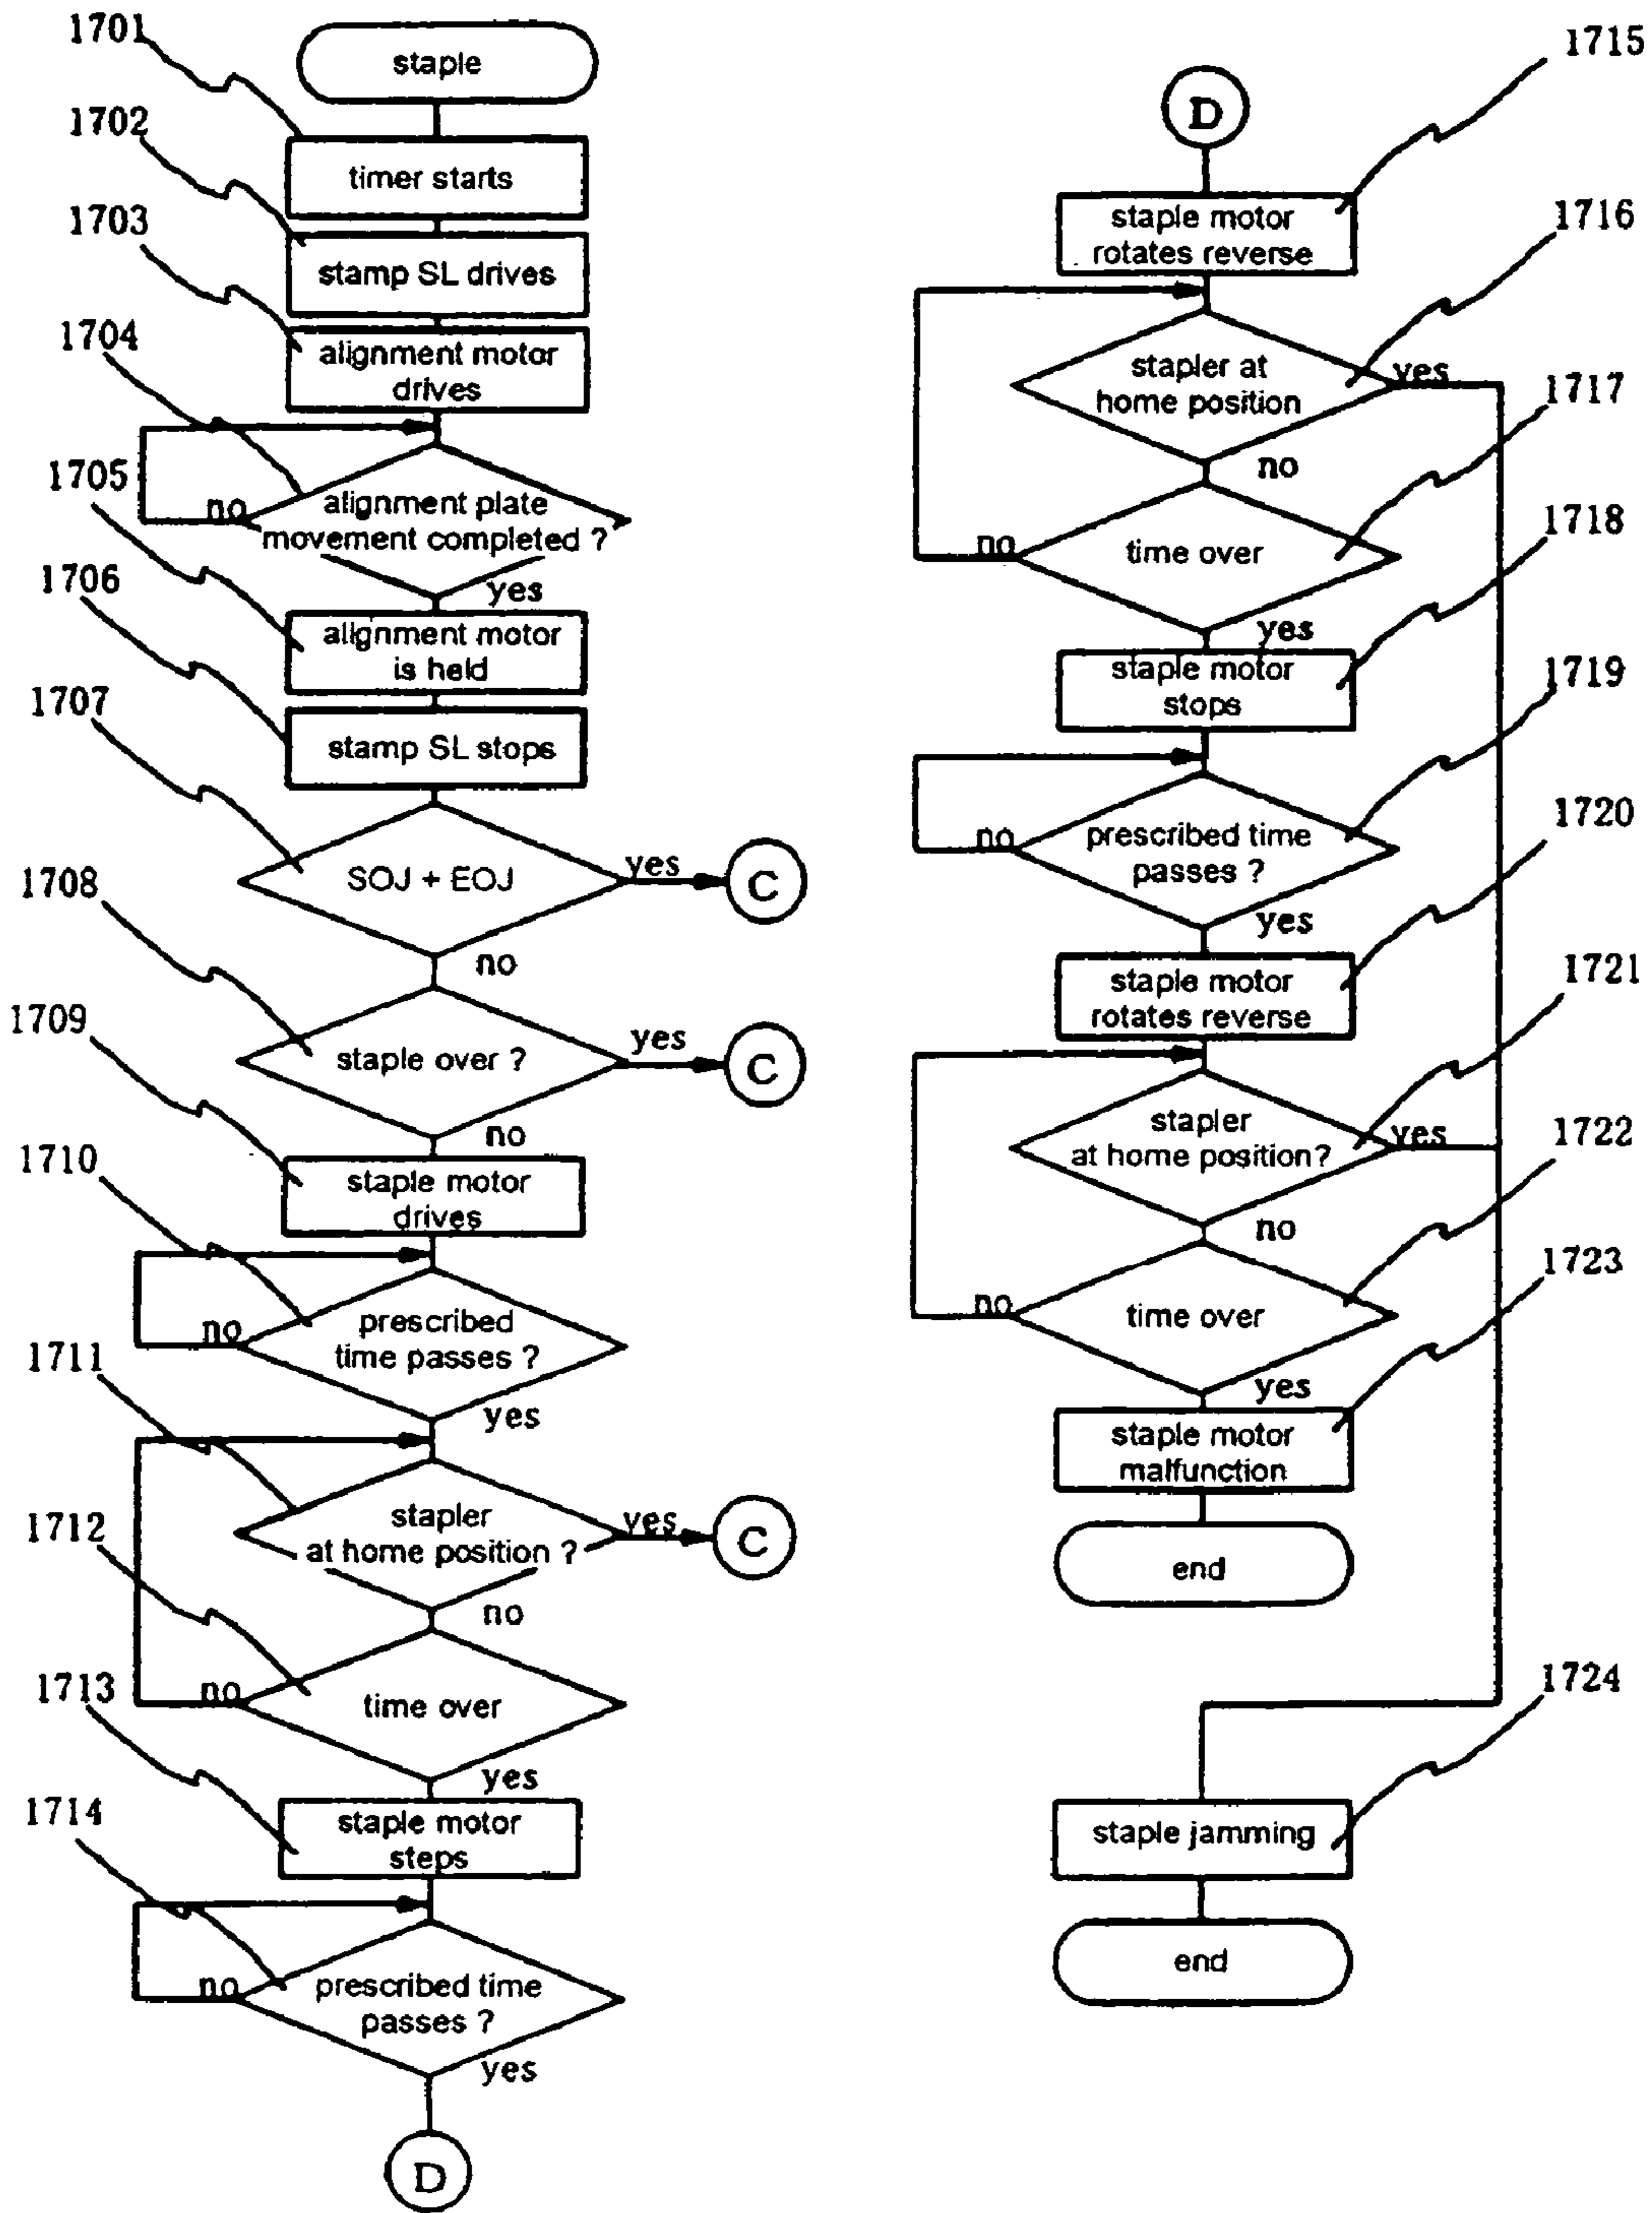 1701
staple
timer starts
1702
stamp SL drives
1703
alignment motor
drives
1704
no
alignment plate
movement completed ?
yes
1705
alignment motor
is held
1706
stamp SL stops
1707
SOJ + EOJ
yes
C
no
1708
staple over ?
yes
C
no
1709
staple motor
drives
1710
no
prescribed
time passes ?
yes
1711
stapler
at home position ?
yes
C
no
1712
no
time over
yes
1713
staple motor
steps
1714
no
prescribed time
passes ?
yes
D
D
1715
staple motor
rotates reverse
1716
stapler at
home position
yes
no
1717
no
time over
yes
1718
staple motor
stops
1719
no
prescribed time
passes ?
yes
1720
staple motor
rotates reverse
1721
stapler
at home position?
yes
no
1722
no
time over
yes
1723
staple motor
malfunction
end
1724
staple jamming
end